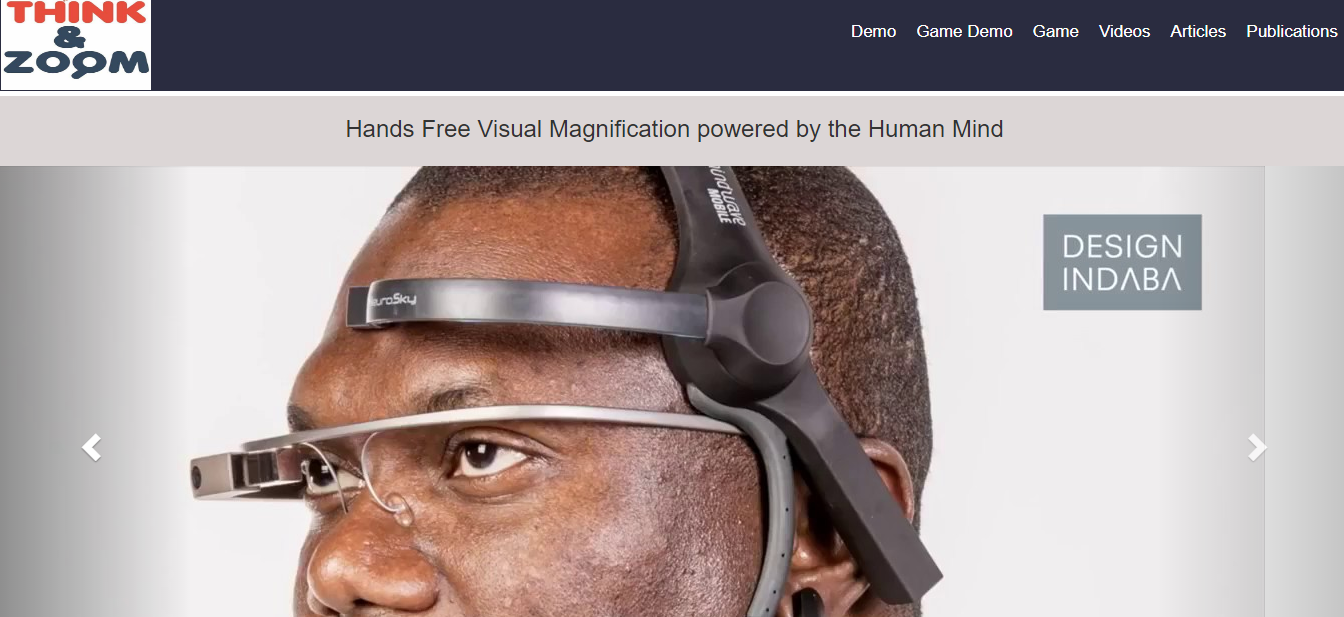 THINK
&
ZOOM
Demo Game Demo Game Videos Articles Publications
Hands Free Visual Magnification powered by the Human Mind
MOBILE
DESIGN
INDABA